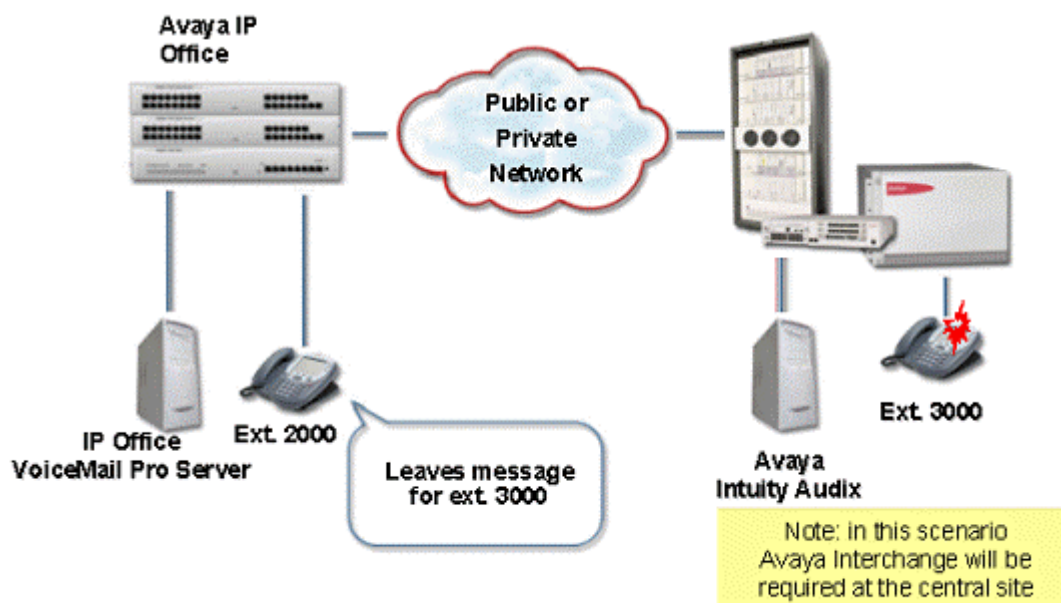 Avaya IP
Office
Public or
Private
Network
IP Office
VoiceMail Pro Server
Ext. 2000
Leaves message
for ext. 3000
Avaya
Intuity Audix
Ext. 3000
Note: in this scenario
Avaya Interchange will be
required at the central site